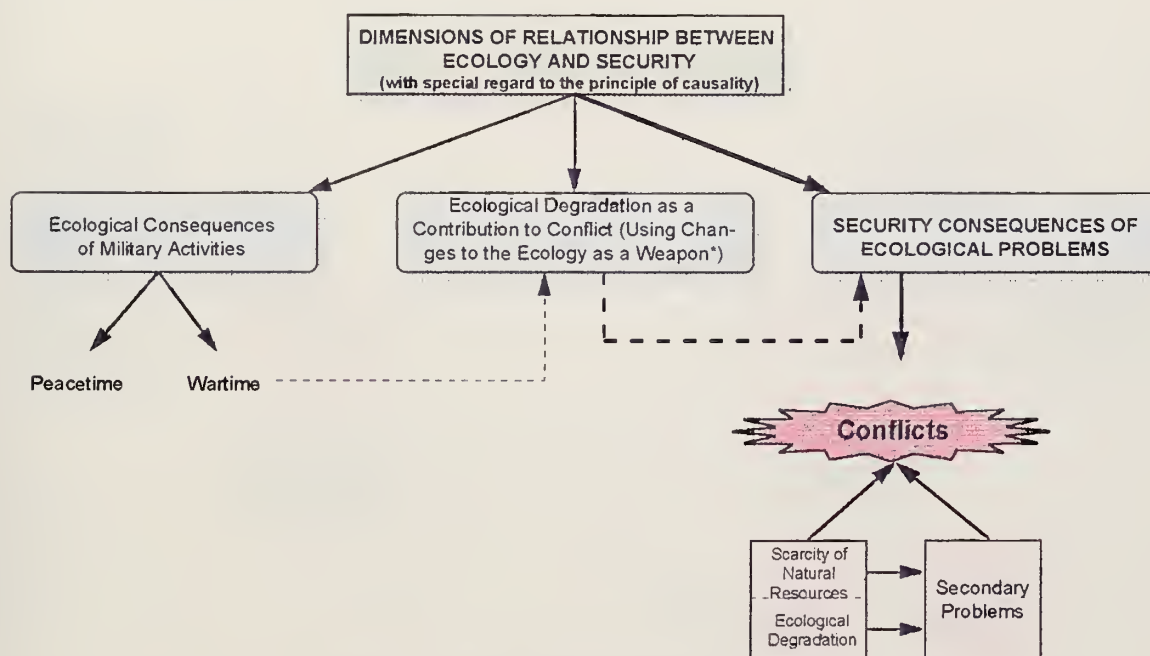 DIMENSIONS OF RELATIONSHIP BETWEEN
ECOLOGY AND SECURITY
(with special regard to the principle of causality)
Ecological Consequences
of Military Activities
Ecological Degradation as a
Contribution to Conflict (Using Chan-
ges to the Ecology as a Weapon*)
SECURITY CONSEQUENCES OF
ECOLOGICAL PROBLEMS
Peacetime
Wartime
Conflicts
Scarcity of
Natural
Resources
Ecological
Degradation
Secondary
Problems